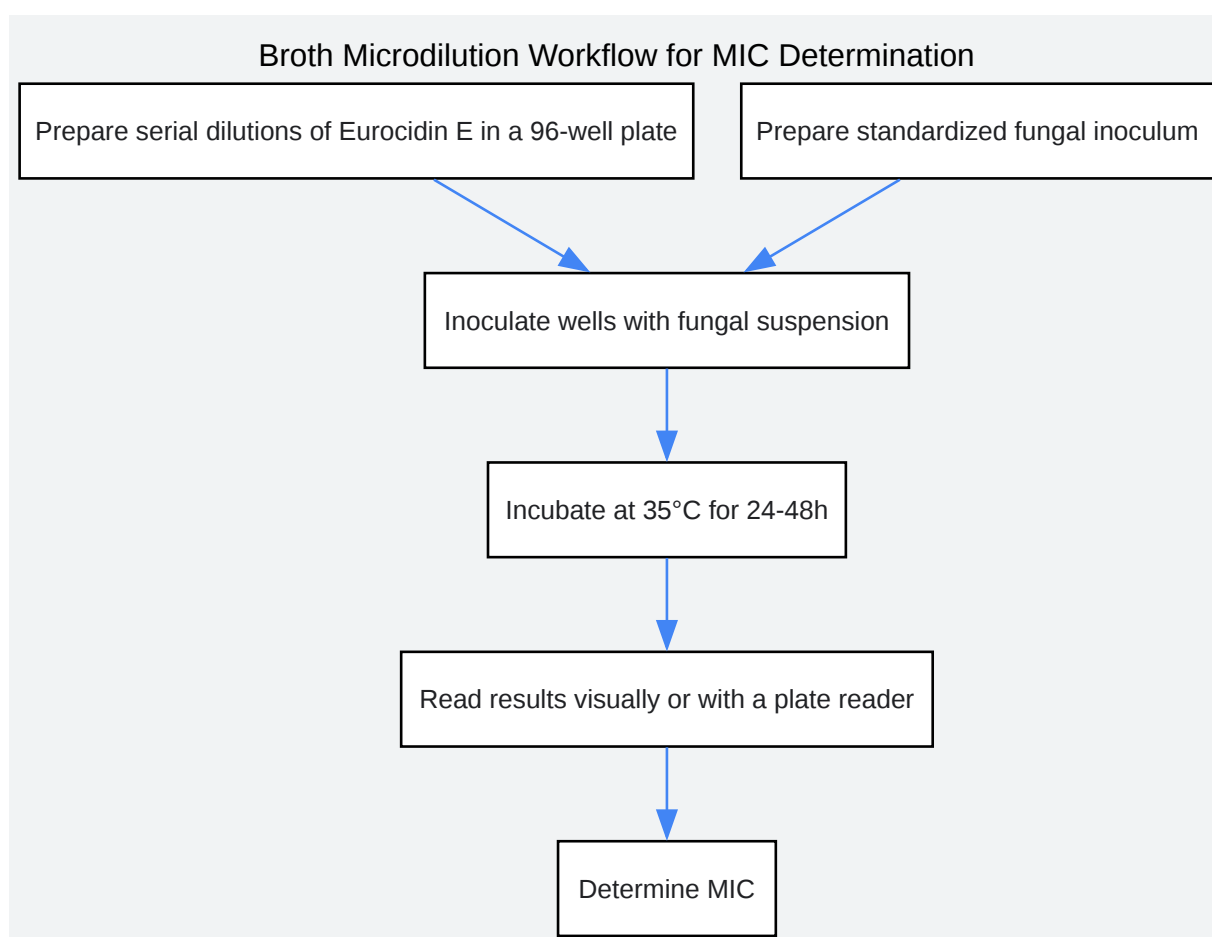 Broth Microdilution Workflow for MIC Determination
Prepare serial dilutions of Eurocidin E in a 96-well plate
Prepare standardized fungal inoculum
Inoculate wells with fungal suspension
Incubate at 35°C for 24-48h
Read results visually or with a plate reader
Determine MIC